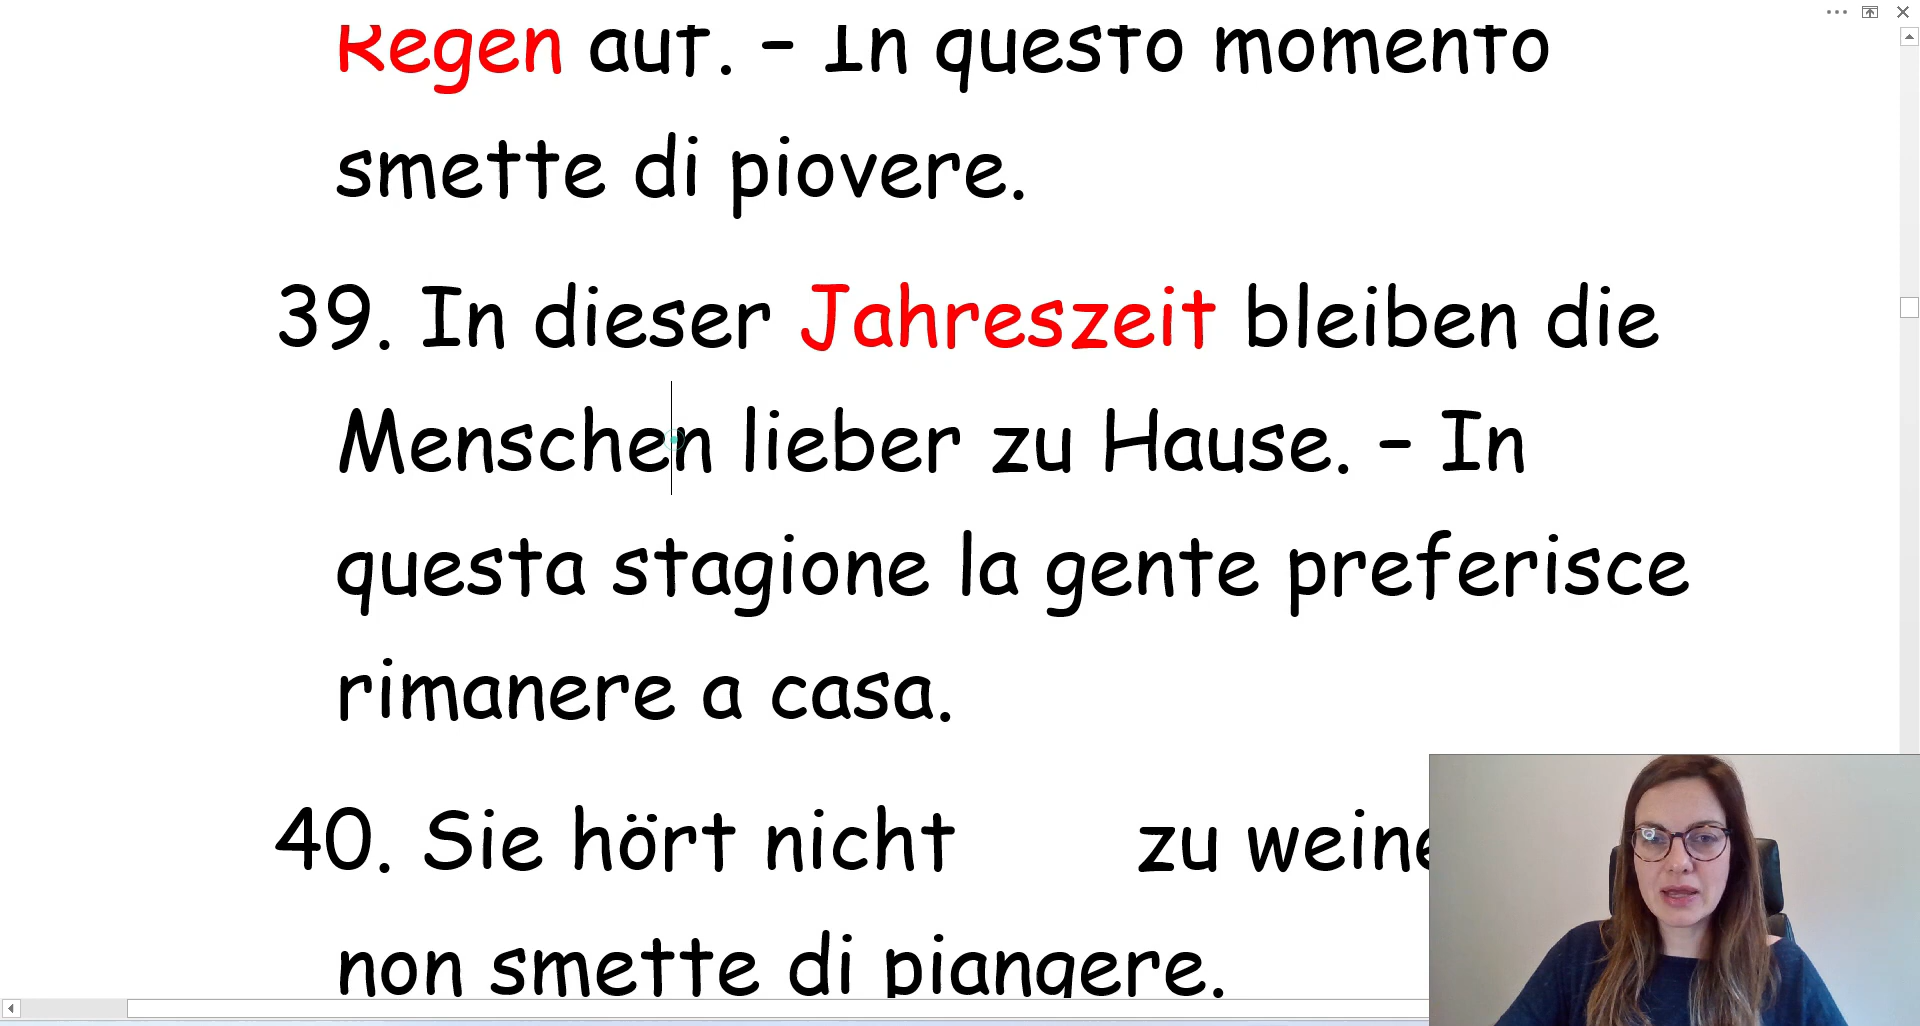 Regen auf. – In questo momento
smette di piovere.
39. In dieser Jahreszeit bleiben die
Menschen lieber zu Hause. – In
questa stagione la gente preferisce
rimanere a casa.
40. Sie hört nicht zu weine
non smette di piangere.